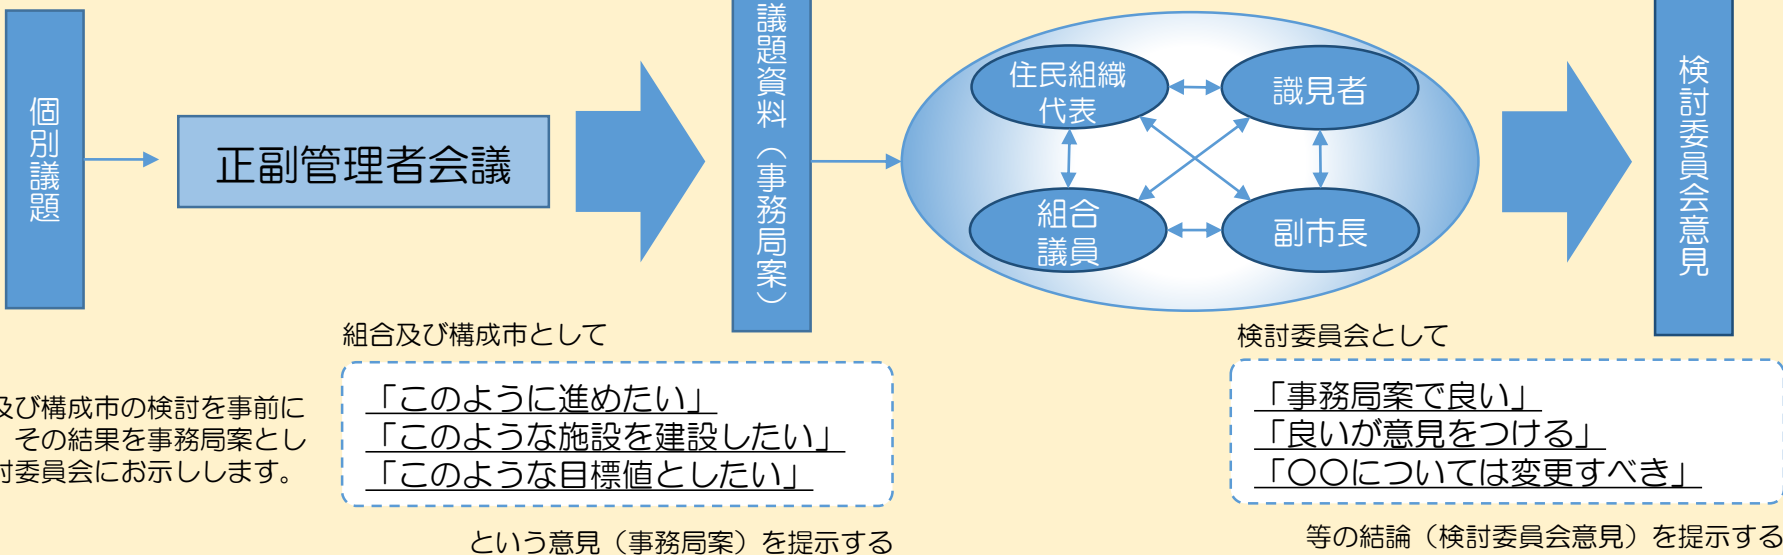 個別議題
正副管理者会議
議題資料（事務局案）
住民組織
代表
識見者
組合
議員
副市長
検討委員会意見
及び構成市の検討を事前に
、その結果を事務局案とし
討委員会にお示しします。
組合及び構成市として
「このように進めたい」
「このような施設を建設したい」
「このような目標値としたい」
という意見（事務局案）を提示する
検討委員会として
「事務局案で良い」
「良いが意見をつける」
「〇〇については変更すべき」
等の結論（検討委員会意見）を提示する